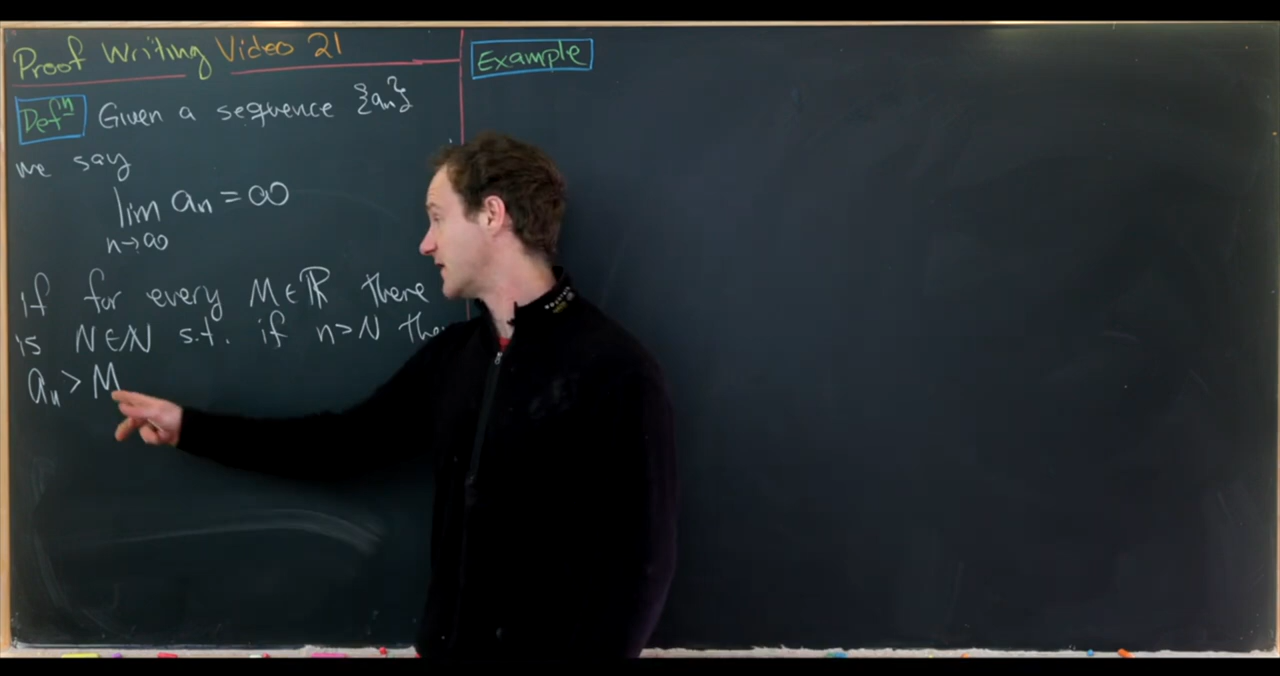 Proof Writing Video 21
Defⁿ Given a sequence {aₙ}
we say
lim aₙ = ∞
n→∞
if for every M∈ℝ there
is N∈ℕ s.t. if n>N the
aₙ > M
Example